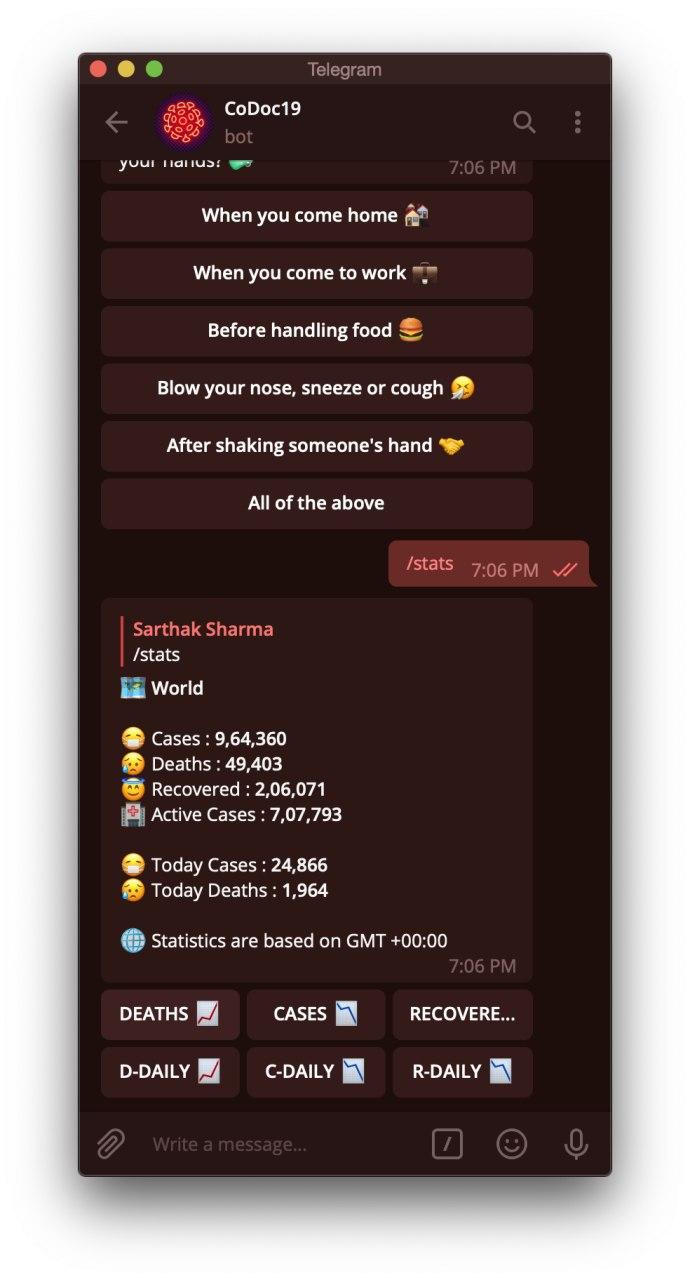 Telegram
CoDoc19
bot
your hands?
7:06 PM
When you come home
When you come to work
Before handling food
Blow your nose, sneeze or cough
After shaking someone's hand
All of the above
/stats 7:06 PM
Sarthak Sharma
/stats
World
Cases : 9,64,360
Deaths : 49,403
Recovered : 2,06,071
Active Cases : 7,07,793
Today Cases : 24,866
Today Deaths : 1,964
Statistics are based on GMT +00:00
7:06 PM
DEATHS CASES RECOVERE...
D-DAILY C-DAILY R-DAILY
Write a message...